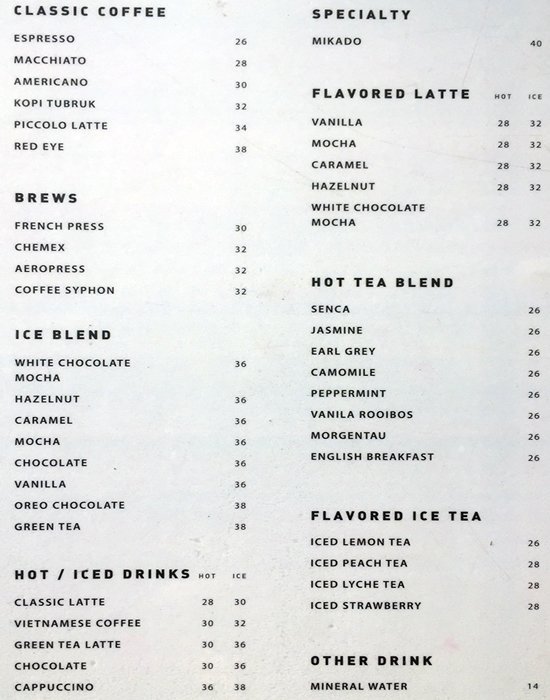 CLASSIC COFFEE
ESPRESSO 26
MACCHIATO 28
AMERICANO 30
KOPI TUBRUK 32
PICCOLO LATTE 34
RED EYE 38
BREWS
FRENCH PRESS 30
CHEMEX 32
AEROPRESS 32
COFFEE SYPHON 32
ICE BLEND
WHITE CHOCOLATE 36
MOCHA
HAZELNUT 36
CARAMEL 36
MOCHA 36
CHOCOLATE 36
VANILLA 36
OREO CHOCOLATE 38
GREEN TEA 38
HOT / ICED DRINKS HOT ICE
CLASSIC LATTE 28 30
VIETNAMESE COFFEE 30 32
GREEN TEA LATTE 30 36
CHOCOLATE 30 36
CAPPUCCINO 36 38
SPECIALTY
MIKADO 40
FLAVORED LATTE HOT ICE
VANILLA 28 32
MOCHA 28 32
CARAMEL 28 32
HAZELNUT 28 32
WHITE CHOCOLATE
MOCHA 28 32
HOT TEA BLEND
SENCA 26
JASMINE 26
EARL GREY 26
CAMOMILE 26
PEPPERMINT 26
VANILA ROOIBOS 26
MORGENTAU 26
ENGLISH BREAKFAST 26
FLAVORED ICE TEA
ICED LEMON TEA 26
ICED PEACH TEA 28
ICED LYCHE TEA 28
ICED STRAWBERRY 28
OTHER DRINK
MINERAL WATER 14